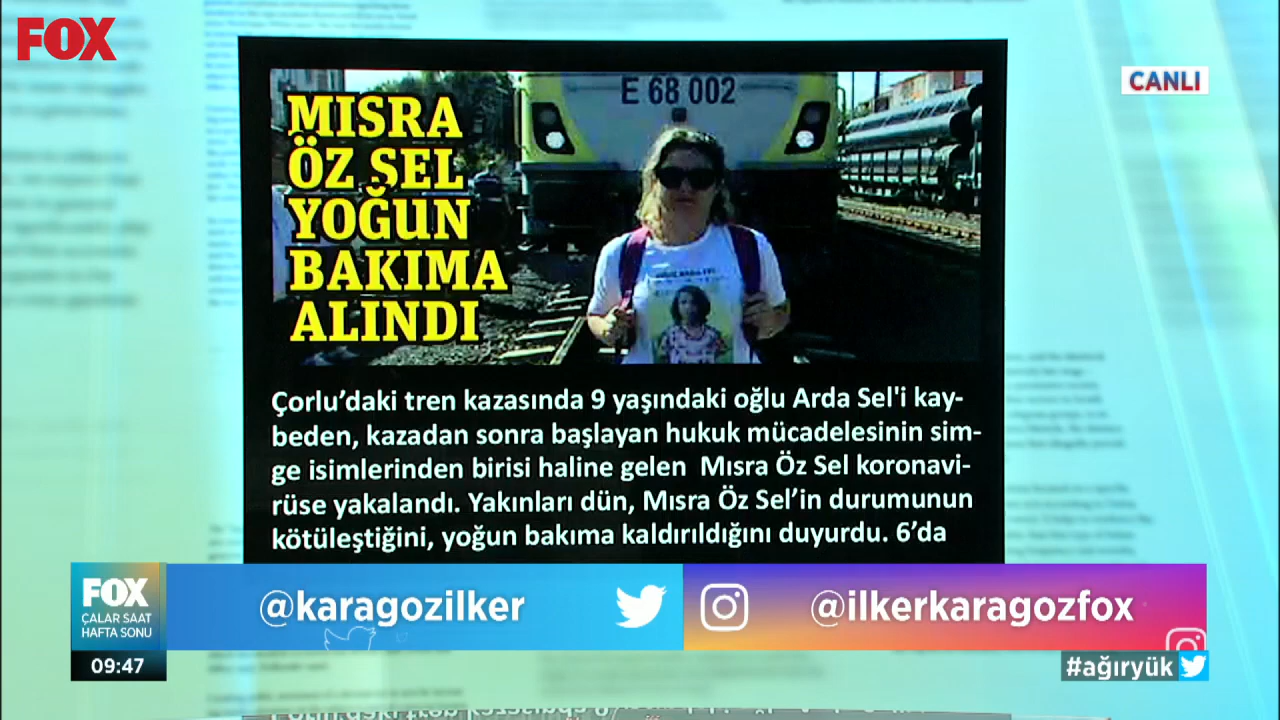 FOX
CANLI
E 68 002
MISRA
ÖZ SEL
YOĞUN
BAKIMA
ALINDI
Çorlu’daki tren kazasında 9 yaşındaki oğlu Arda Sel'i kay-
beden, kazadan sonra başlayan hukuk mücadelesinin sim-
ge isimlerinden birisi haline gelen Mısra Öz Sel koronavi-
rüse yakalandı. Yakınları dün, Mısra Öz Sel’in durumunun
kötüleştiğini, yoğun bakıma kaldırıldığını duyurdu. 6’da
FOX
ÇALAR SAAT
HAFTA SONU
@karagozilker
@ilkerkaragozfox
09:47
#ağıryük